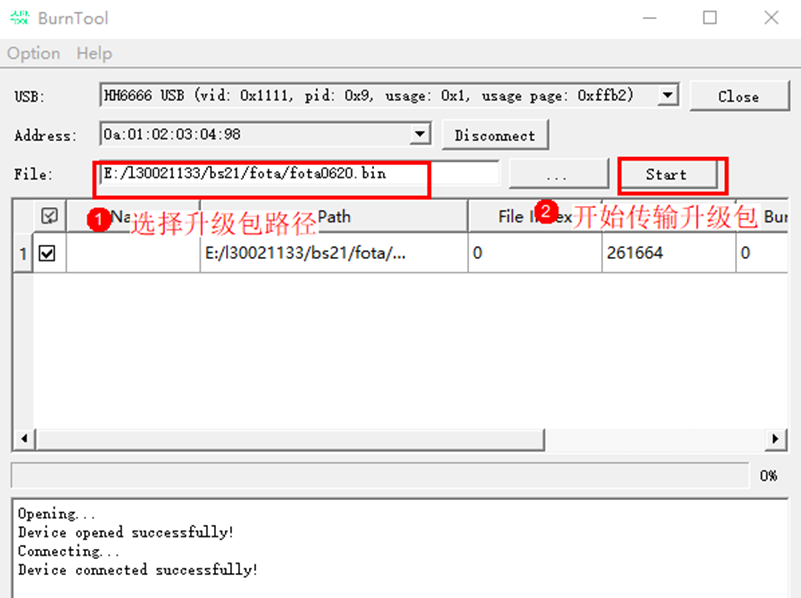 BurnTool
Option Help
USB: HH6666 USB (vid: 0x1111, pid: 0x9, usage: 0x1, usage page: 0xffb2) Close
Address: 0a:01:02:03:04:98 Disconnect
File: E:/l30021133/bs21/fota/fota0620.bin ... Start
1 选择升级包路径 Path File 2 开始传输升级包
1 E:/l30021133/bs21/fota/... 0 261664 0
0%
Opening...
Device opened successfully!
Connecting...
Device connected successfully!